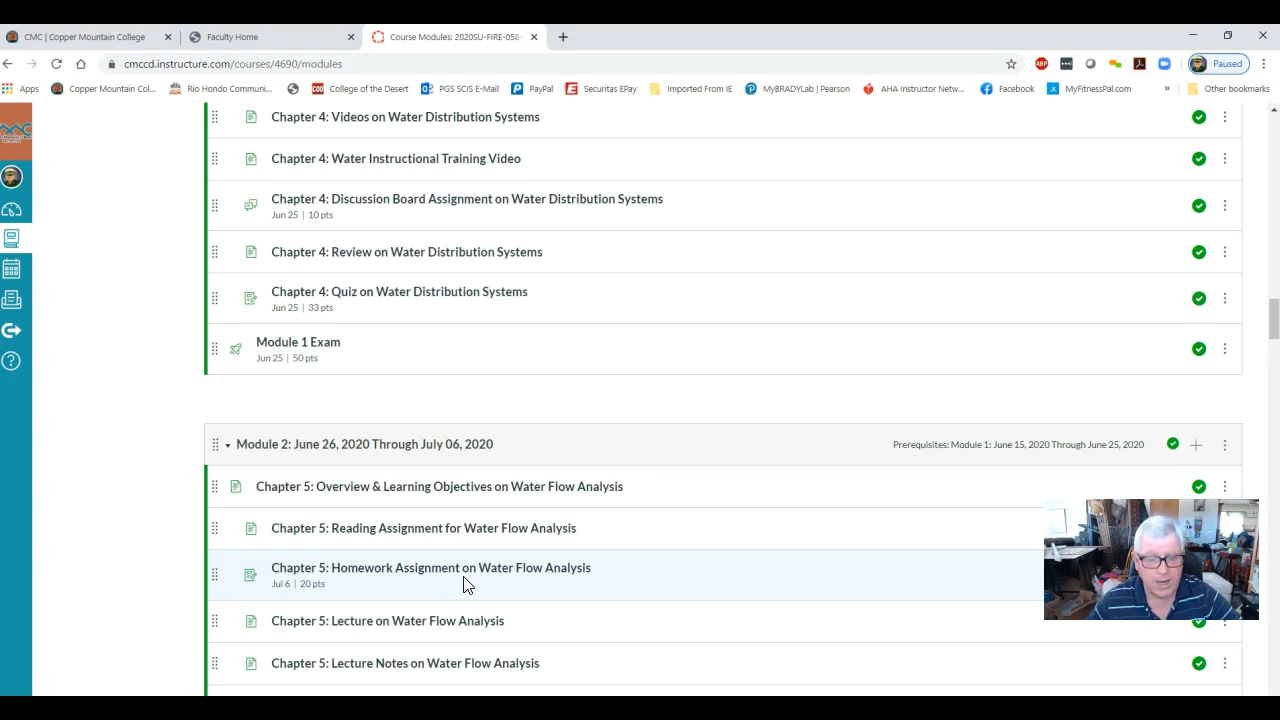 CMC | Copper Mountain College
Faculty Home
Course Modules: 2020SU-FIRE-058-
cmccd.instructure.com/courses/4690/modules
Paused
Apps
Copper Mountain Col...
Rio Hondo Communi...
College of the Desert
PGS SCIS E-Mail
PayPal
Securitas EPay
Imported From IE
MyBRADYLab | Pearson
AHA Instructor Netw...
Facebook
MyFitnessPal.com
»
Other bookmarks
Chapter 4: Videos on Water Distribution Systems
Chapter 4: Water Instructional Training Video
Chapter 4: Discussion Board Assignment on Water Distribution Systems
Jun 25 | 10 pts
Chapter 4: Review on Water Distribution Systems
Chapter 4: Quiz on Water Distribution Systems
Jun 25 | 33 pts
Module 1 Exam
Jun 25 | 50 pts
Module 2: June 26, 2020 Through July 06, 2020
Prerequisites: Module 1: June 15, 2020 Through June 25, 2020
Chapter 5: Overview & Learning Objectives on Water Flow Analysis
Chapter 5: Reading Assignment for Water Flow Analysis
Chapter 5: Homework Assignment on Water Flow Analysis
Jul 6 | 20 pts
Chapter 5: Lecture on Water Flow Analysis
Chapter 5: Lecture Notes on Water Flow Analysis